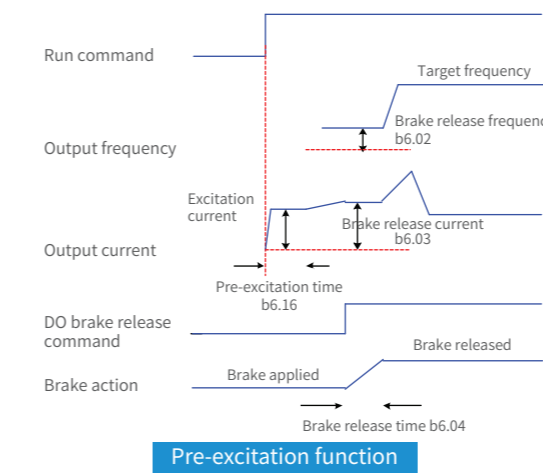 Run command
Target frequency
Brake release frequenc
b6.02
Output frequency
Excitation
current
Brake release current
b6.03
Output current
Pre-excitation time
b6.16
DO brake release
command
Brake released
Brake action
Brake applied
Brake release time b6.04
Pre-excitation function